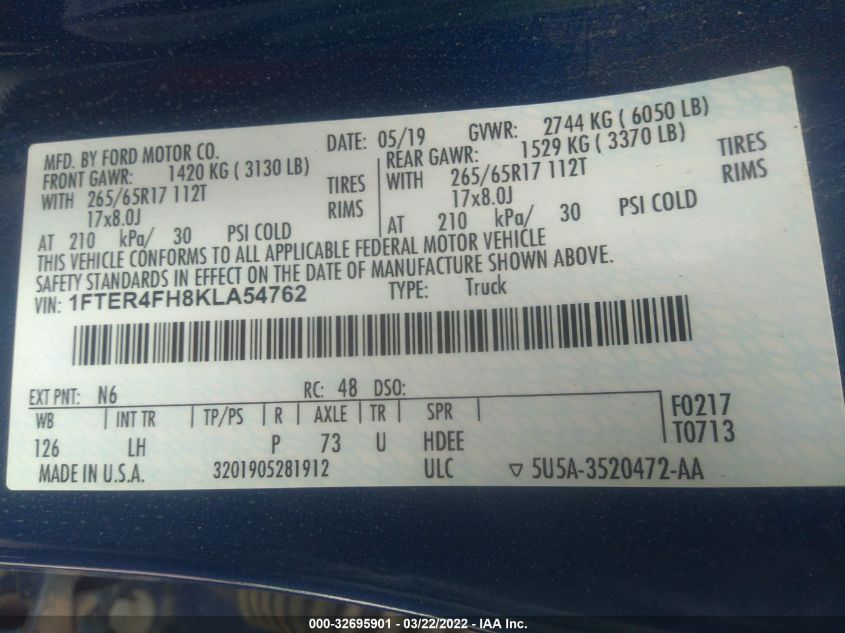 MFD. BY FORD MOTOR CO. DATE: 05/19 GVWR: 2744 KG ( 6050 LB)
FRONT GAWR: 1420 KG ( 3130 LB) REAR GAWR: 1529 KG ( 3370 LB)
WITH 265/65R17 112T TIRES WITH 265/65R17 112T TIRES
17x8.0J RIMS 17x8.0J RIMS
AT 210 kPa/ 30 PSI COLD AT 210 kPa/ 30 PSI COLD
THIS VEHICLE CONFORMS TO ALL APPLICABLE FEDERAL MOTOR VEHICLE
SAFETY STANDARDS IN EFFECT ON THE DATE OF MANUFACTURE SHOWN ABOVE.
VIN: 1FTER4FH8KLA54762 TYPE: Truck
EXT PNT: N6 RC: 48 DSO:
WB INT TR TP/PS R AXLE TR SPR F0217
126 LH P 73 U HDEE T0713
MADE IN U.S.A. 3201905281912 ULC ▽ 5U5A-3520472-AA
000-32695901 - 03/22/2022 - IAA Inc.